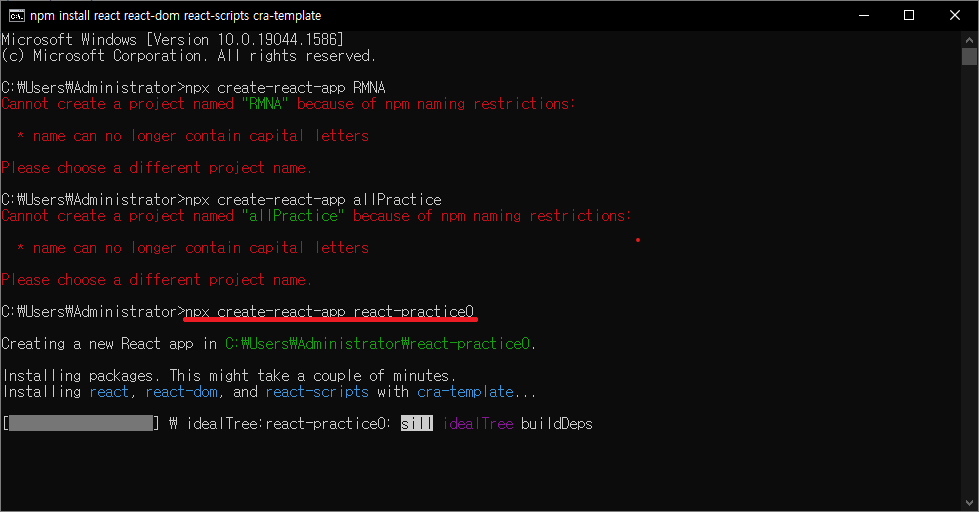 npm install react react-dom react-scripts cra-template
Microsoft Windows [Version 10.0.19044.1586]
(c) Microsoft Corporation. All rights reserved.
C:₩Users₩Administrator>npx create-react-app RMNA
Cannot create a project named "RMNA" because of npm naming restrictions:
* name can no longer contain capital letters
Please choose a different project name.
C:₩Users₩Administrator>npx create-react-app allPractice
Cannot create a project named "allPractice" because of npm naming restrictions:
* name can no longer contain capital letters
Please choose a different project name.
C:₩Users₩Administrator>npx create-react-app react-practice0
Creating a new React app in C:₩Users₩Administrator₩react-practice0.
Installing packages. This might take a couple of minutes.
Installing react, react-dom, and react-scripts with cra-template...
[                  ] ₩ idealTree:react-practice0: sill idealTree buildDeps